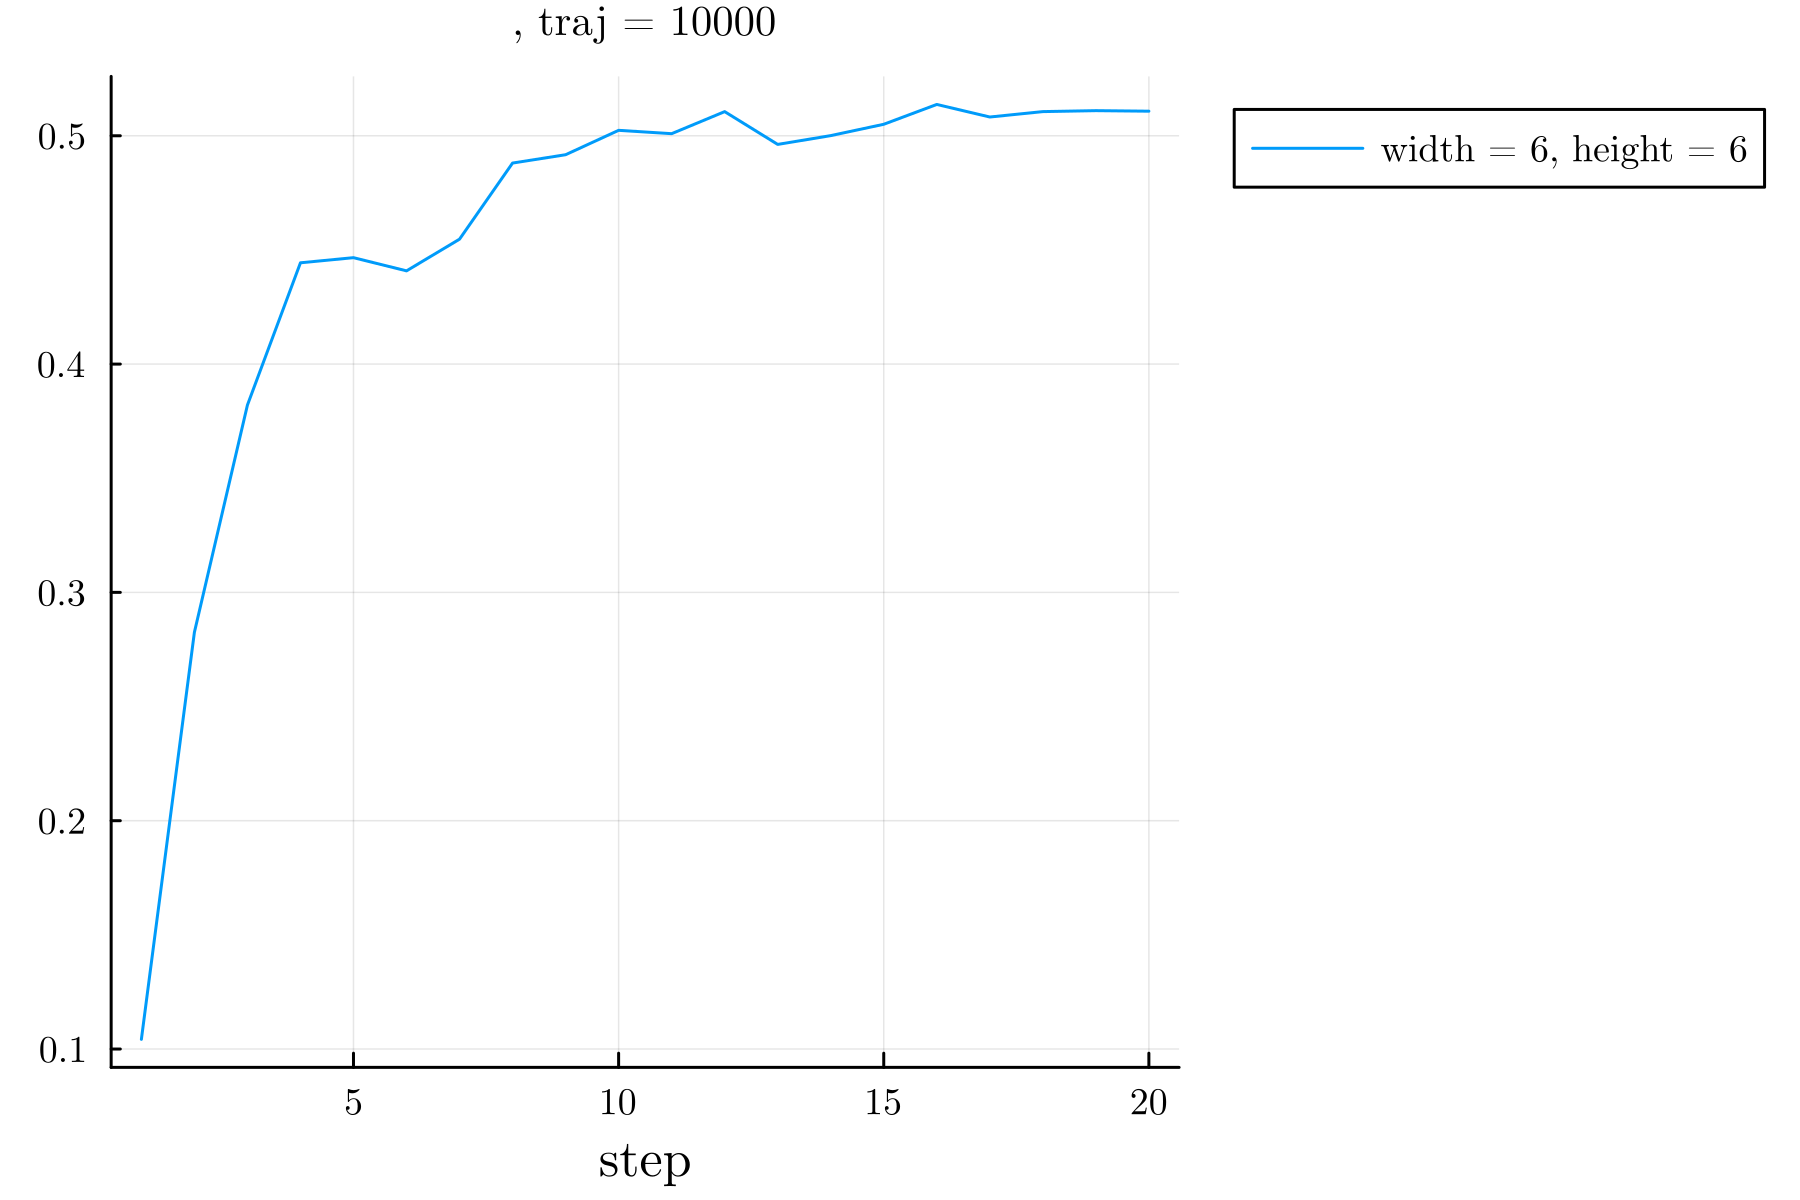 , traj = 10000
0.5
0.4
0.3
0.2
0.1
5 10 15 20
step
width = 6, height = 6